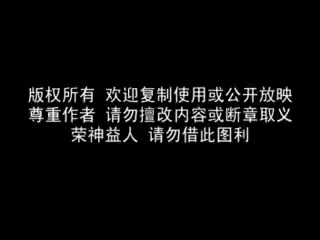 版权所有 欢迎复制使用或公开放映
尊重作者 请勿擅改内容或断章取义
荣神益人 请勿借此图利